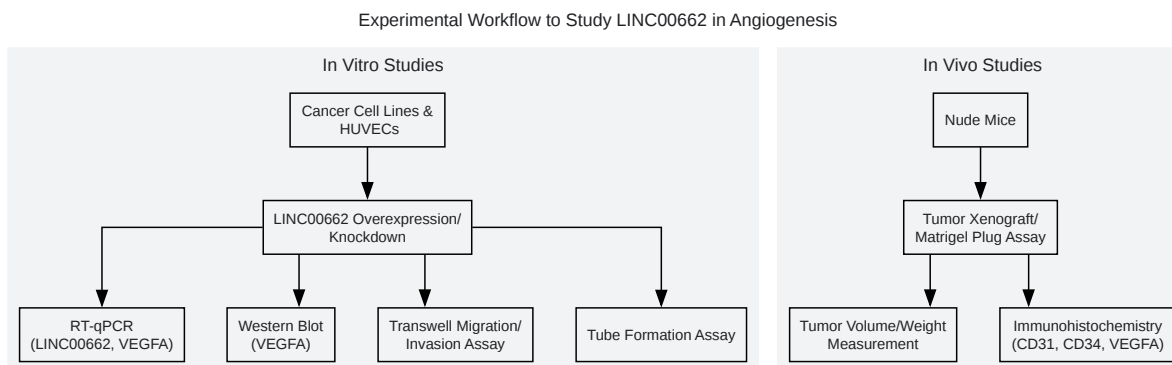 Experimental Workflow to Study LINC00662 in Angiogenesis
In Vitro Studies
Cancer Cell Lines &
HUVECs
LINC00662 Overexpression/
Knockdown
RT-qPCR
(LINC00662, VEGFA)
Western Blot
(VEGFA)
Transwell Migration/
Invasion Assay
Tube Formation Assay
In Vivo Studies
Nude Mice
Tumor Xenograft/
Matrigel Plug Assay
Tumor Volume/Weight
Measurement
Immunohistochemistry
(CD31, CD34, VEGFA)